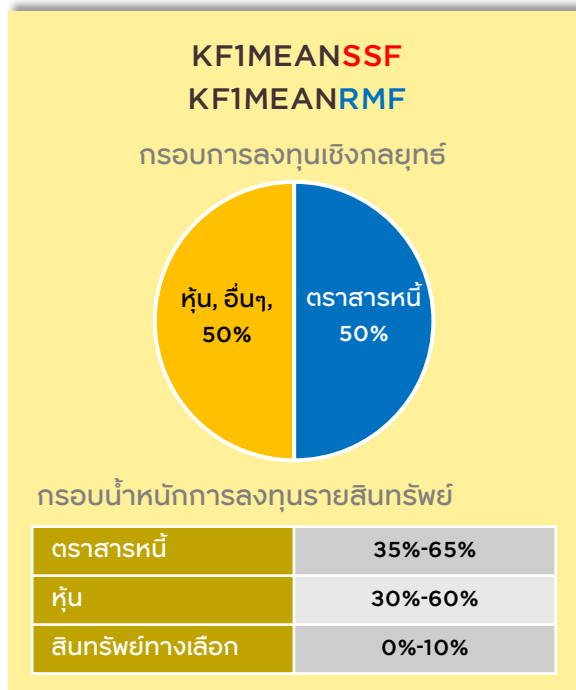 KF1MEANSSF
KF1MEANRMF
กรอบการลงทุนเชิงกลยุทธ์
หุ้น, อื่นๆ,
50%
ตราสารหนี้
50%
กรอบน้ำหนักการลงทุนรายสินทรัพย์
ตราสารหนี้ 35%-65%
หุ้น 30%-60%
สินทรัพย์ทางเลือก 0%-10%